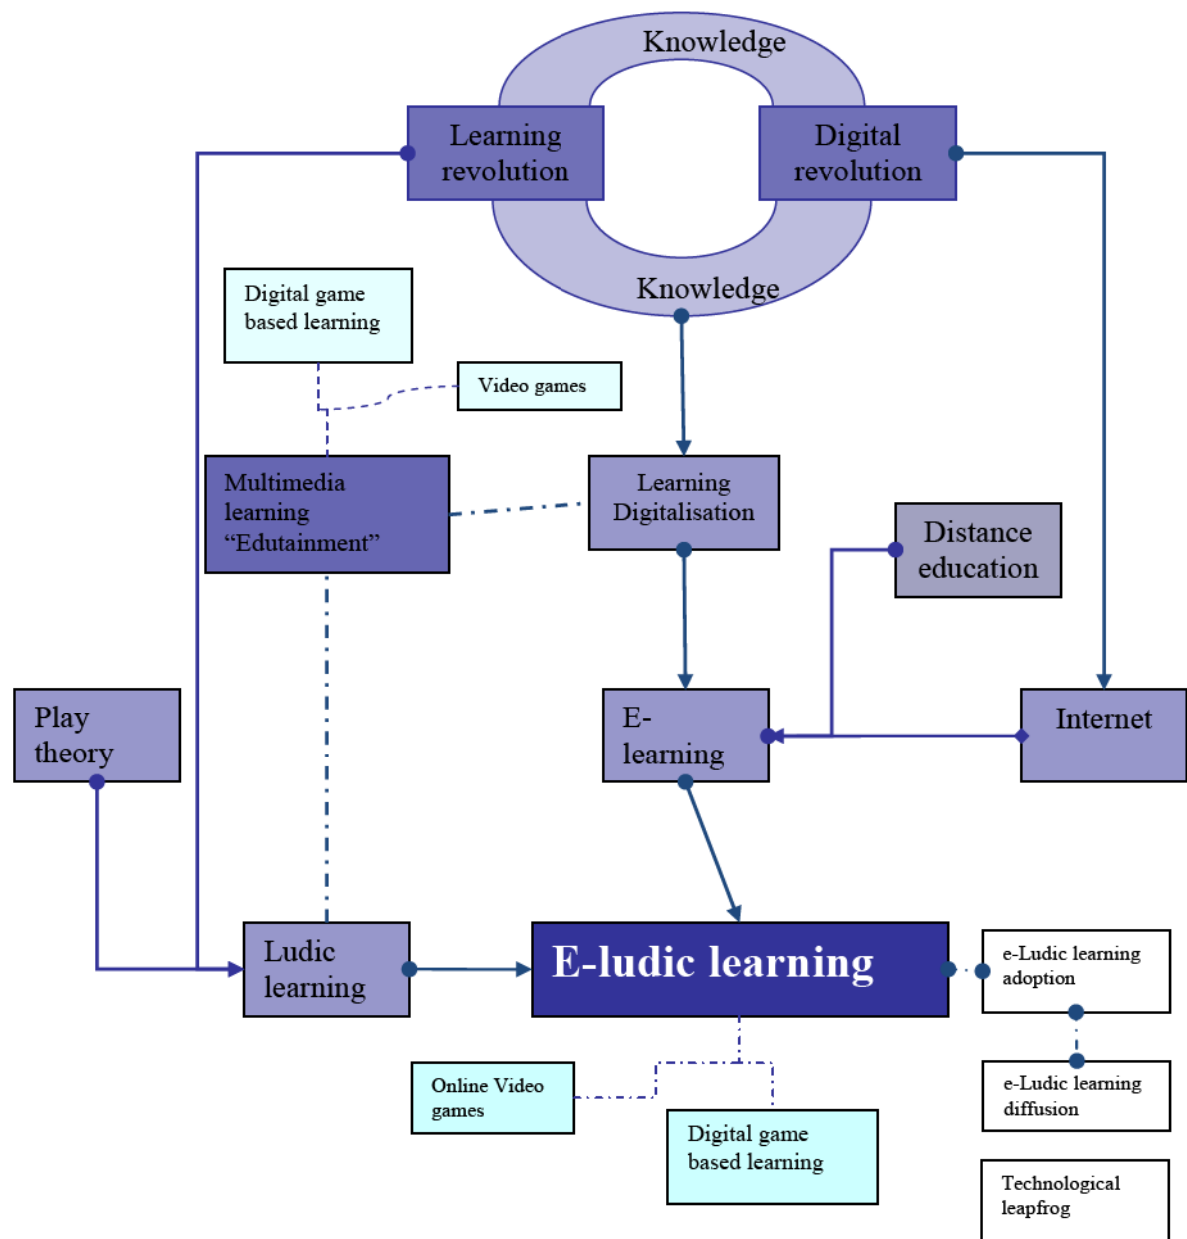 Knowledge
Learning
revolution
Digital
revolution
Knowledge
Digital game
based learning
Video games
Multimedia
learning
“Edutainment”
Learning
Digitalisation
Distance
education
Play
theory
E-
learning
Internet
Ludic
learning
E-ludic learning
e-Ludic learning
adoption
Online Video
games
Digital game
based learning
e-Ludic learning
diffusion
Technological
leapfrog